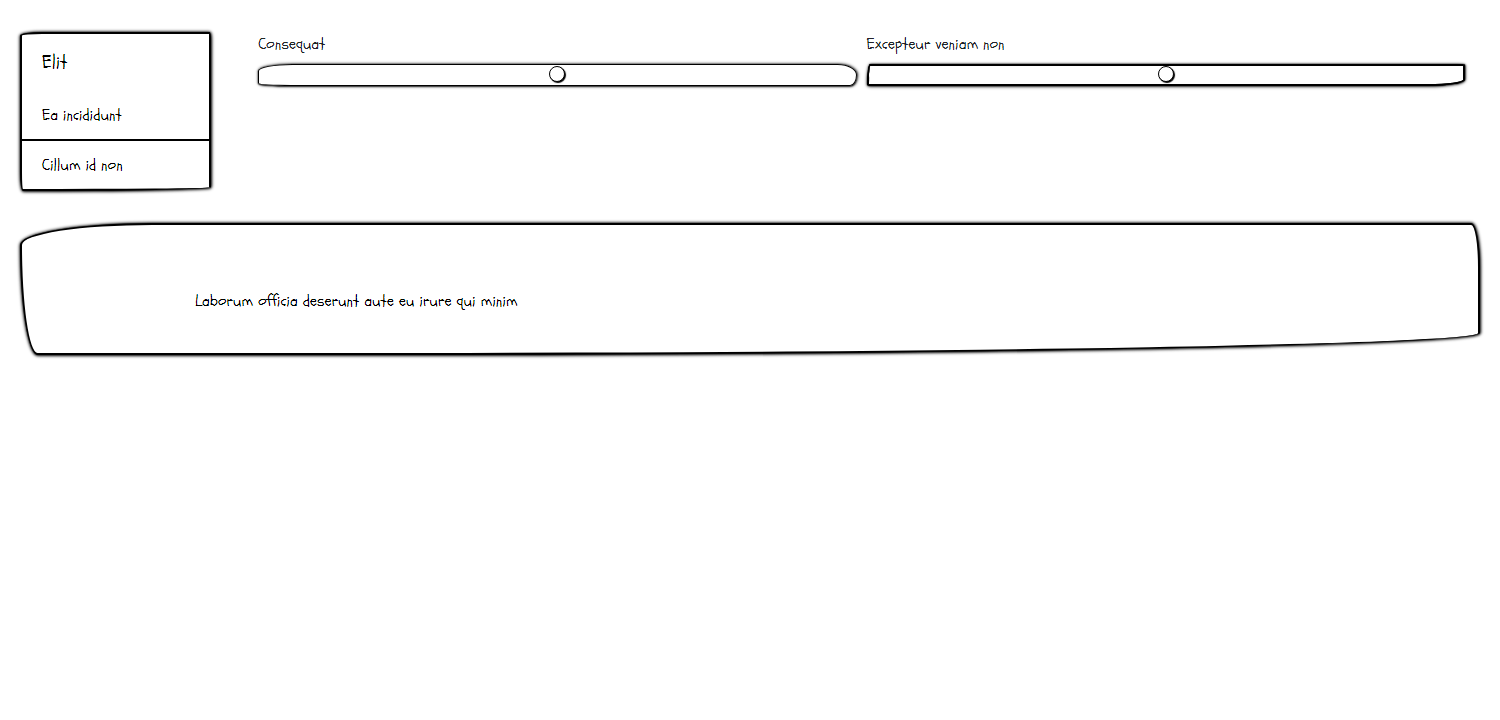 Elit
Ea incididunt
Cillum id non
Consequat
Excepteur veniam non
Laborum officia deserunt aute eu irure qui minim